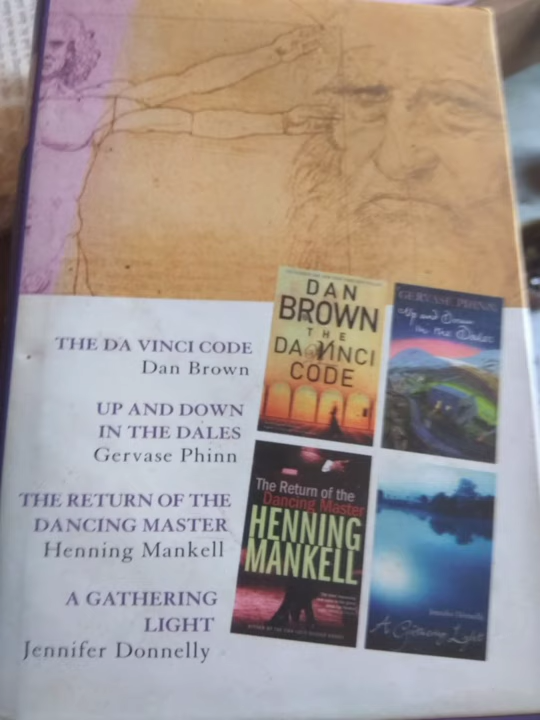 THE DA VINCI CODE
Dan Brown
UP AND DOWN
IN THE DALES
Gervase Phinn
THE RETURN OF THE
DANCING MASTER
Henning Mankell
A GATHERING
LIGHT
Jennifer Donnelly
DAN
BROWN
THE
DA VINCI
CODE
GERVASE PHINN
Up and Down
in the Dales
The Return of the
Dancing Master
HENNING
MANKELL
Jennifer Donnelly
A Gathering Light